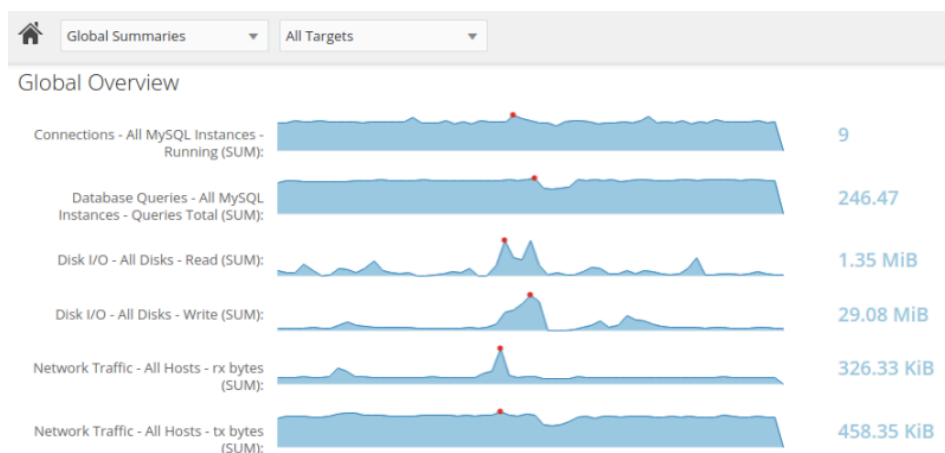 Global Summaries
All Targets
Global Overview
Connections - All MySQL Instances -
Running (SUM):
9
Database Queries - All MySQL
Instances - Queries Total (SUM):
246.47
Disk I/O - All Disks - Read (SUM):
1.35 MiB
Disk I/O - All Disks - Write (SUM):
29.08 MiB
Network Traffic - All Hosts - rx bytes
(SUM):
326.33 KiB
Network Traffic - All Hosts - tx bytes
(SUM):
458.35 KiB